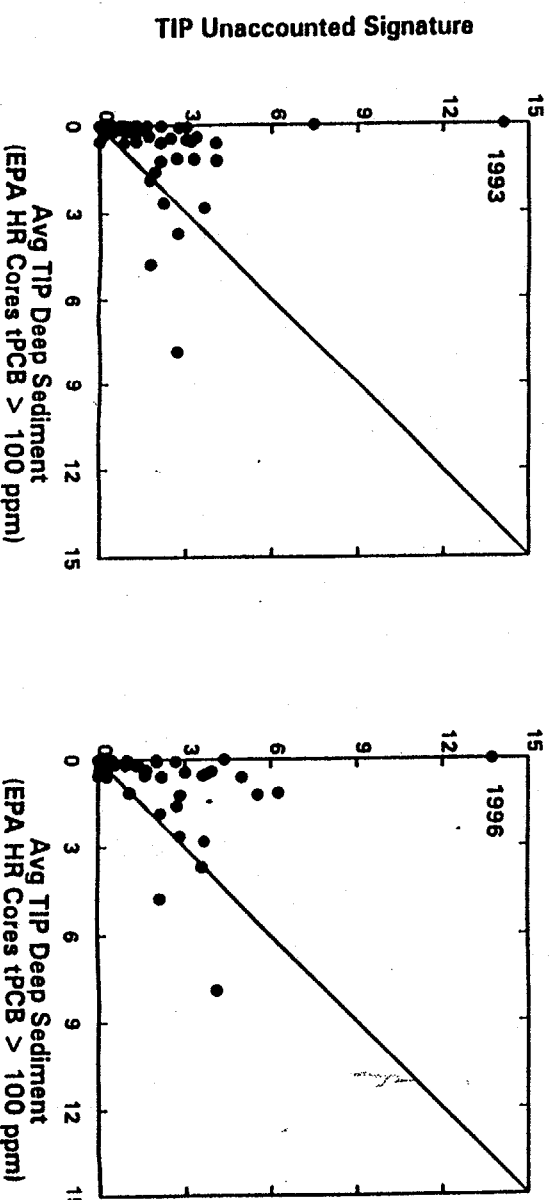 TIP Unaccounted Signature
0 3 6 9 12 15
1993
0 3 6 9 12 15
Avg TIP Deep Sediment
(EPA HR Cores tPCB > 100 ppm)
0 3 6 9 12 15
1996
0 3 6 9 12
Avg TIP Deep Sediment
(EPA HR Cores tPCB > 100 ppm)